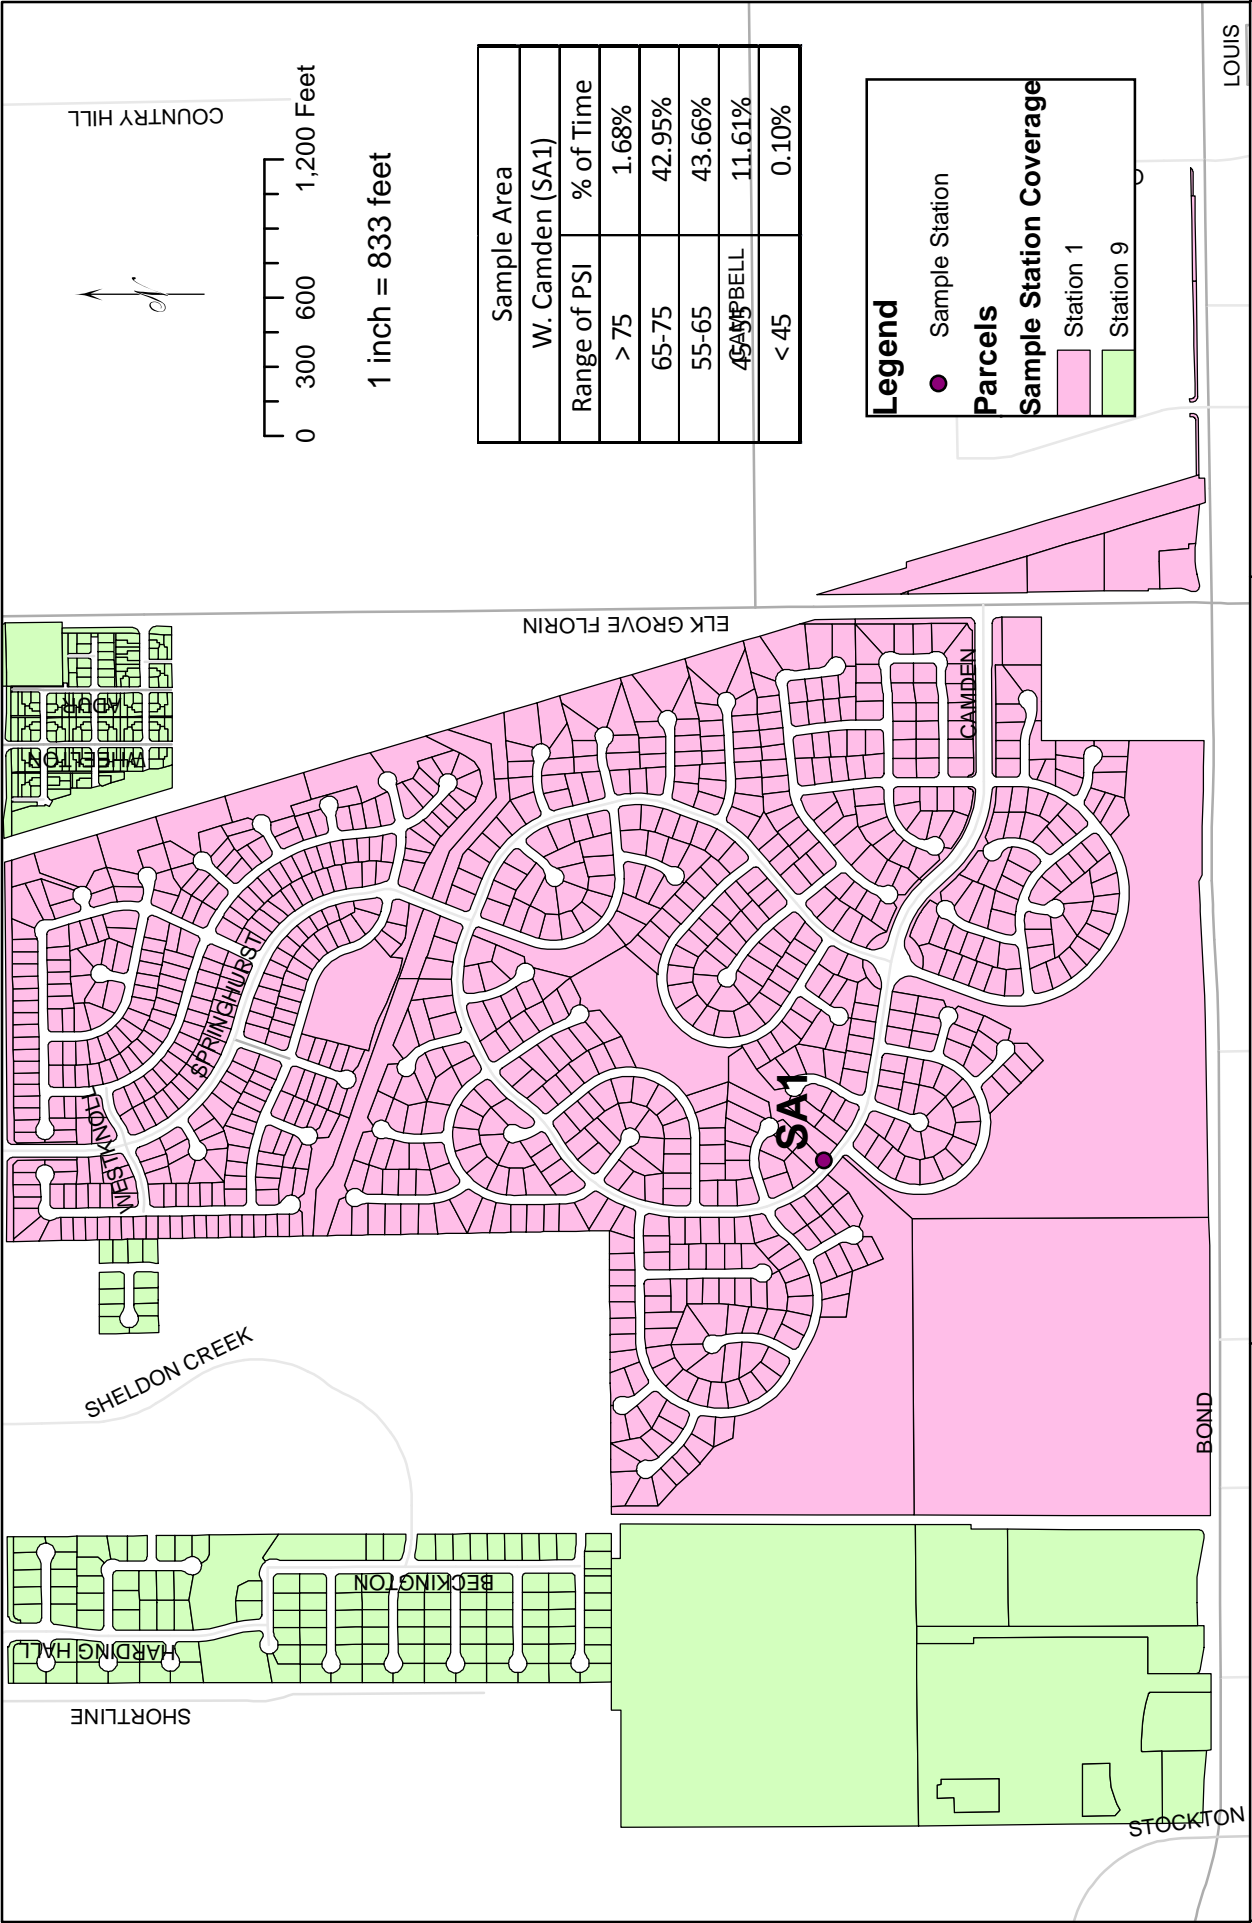 COUNTRY HILL
N
0 300 600 1,200 Feet
1 inch = 833 feet
Sample Area
W. Camden (SA1)
Range of PSI % of Time
> 75 1.68%
65-75 42.95%
55-65 43.66%
45-55 11.61%
< 45 0.10%
CAMPBELL
Legend
Sample Station
Parcels
Sample Station Coverage
Station 1
Station 9
LOUIS
ELK GROVE FLORIN
ADUR
WHEELTON
CAMDEN
SPRINGHURST
WESTKNOLL
SA1
SHELDON CREEK
BOND
BECKINGTON
HARDING HALL
SHORTLINE
STOCKTON